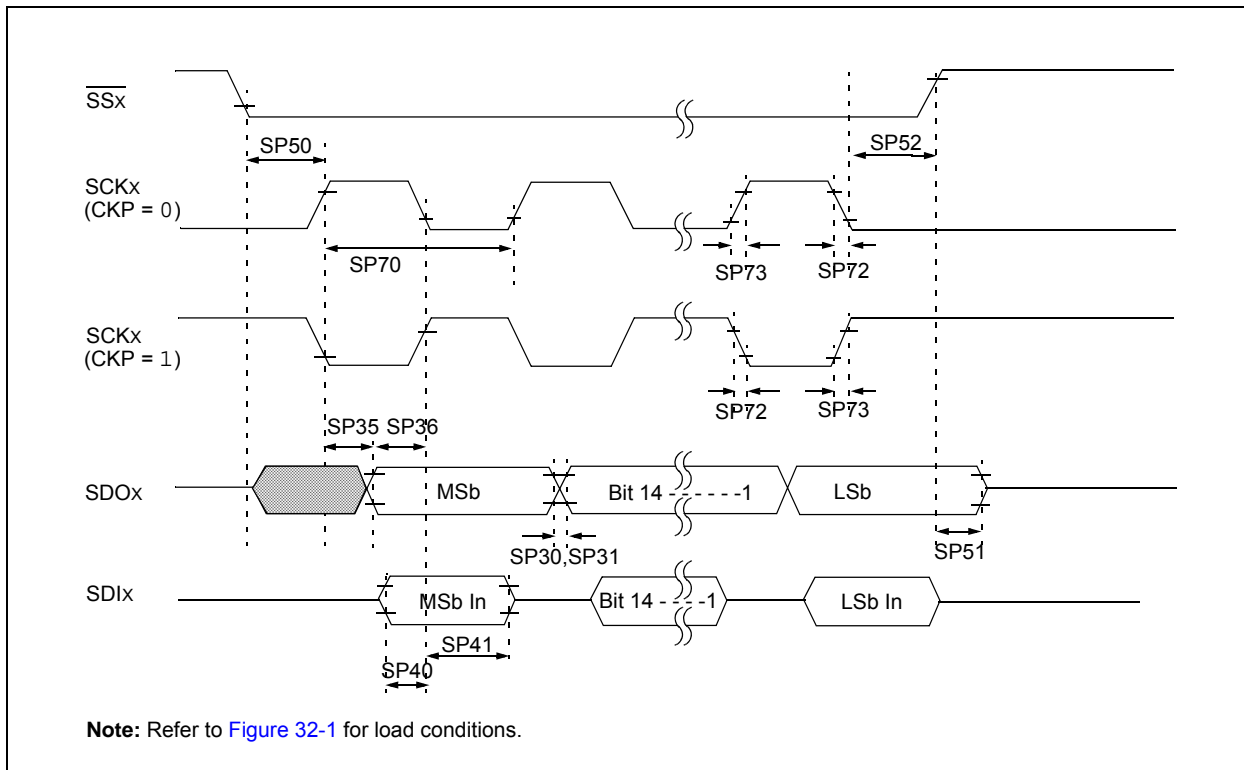 SSx
SP50
SP52
SCKx
(CKP = 0)
SP70
SP73
SP72
SCKx
(CKP = 1)
SP72
SP73
SP35
SP36
SDOx
MSb
Bit 14 - - - - - -1
LSb
SP30,SP31
SP51
SDIx
MSb In
Bit 14 - - - -1
LSb In
SP41
SP40
Note: Refer to Figure 32-1 for load conditions.